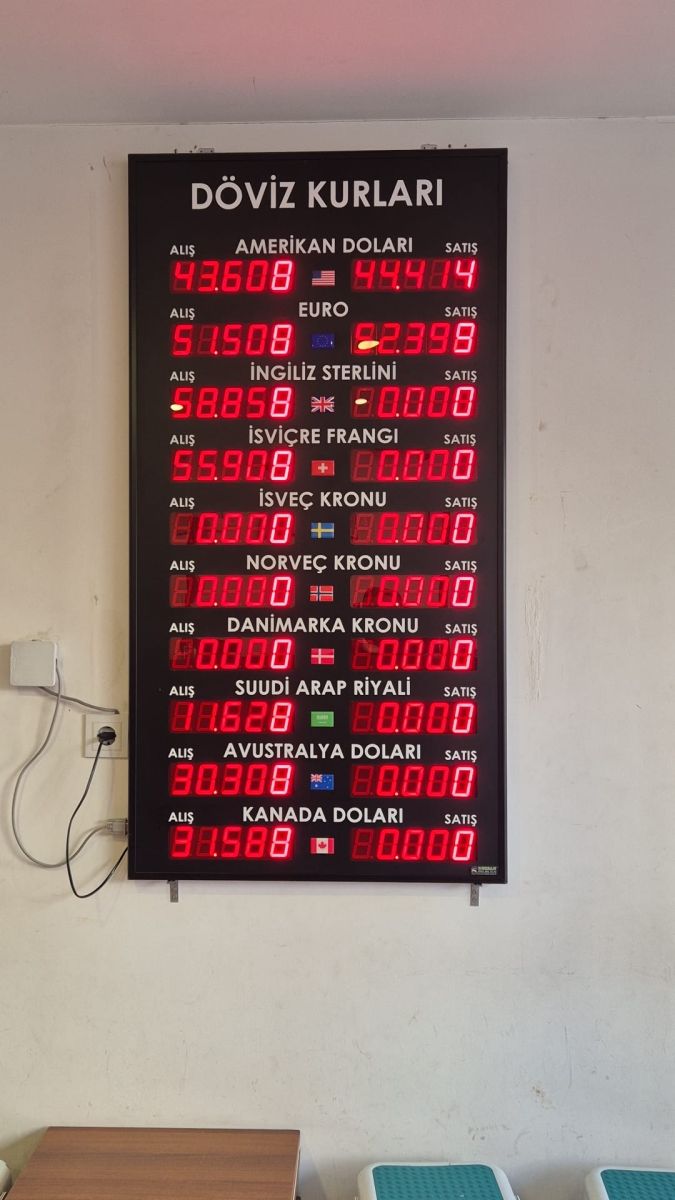 DÖVİZ KURLARI
ALIŞ AMERİKAN DOLARI SATIŞ
43.608 44.414
ALIŞ EURO SATIŞ
51.508 52.398
ALIŞ İNGİLİZ STERLİNİ SATIŞ
58.858 0.000
ALIŞ İSVİÇRE FRANGI SATIŞ
55.908 0.000
ALIŞ İSVEÇ KRONU SATIŞ
0.000 0.000
ALIŞ NORVEÇ KRONU SATIŞ
0.000 0.000
ALIŞ DANİMARKA KRONU SATIŞ
0.000 0.000
ALIŞ SUUDİ ARAP RİYALİ SATIŞ
11.628 0.000
ALIŞ AVUSTRALYA DOLARI SATIŞ
30.308 0.000
ALIŞ KANADA DOLARI SATIŞ
31.588 0.000